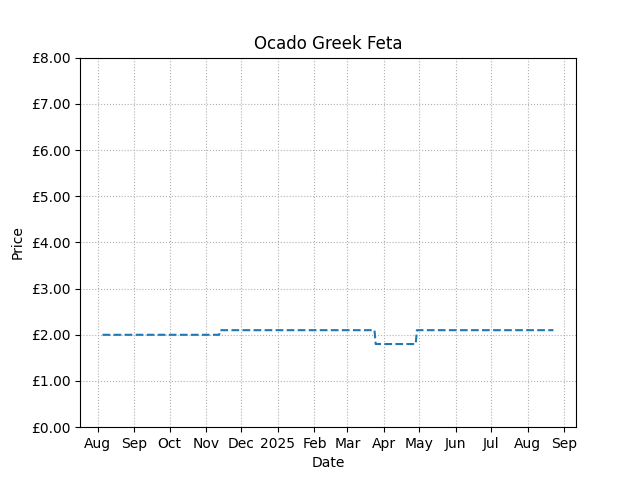 Ocado Greek Feta
£8.00
£7.00
£6.00
£5.00
£4.00
£3.00
£2.00
£1.00
£0.00
Price
Aug Sep Oct Nov Dec 2025 Feb Mar Apr May Jun Jul Aug Sep
Date